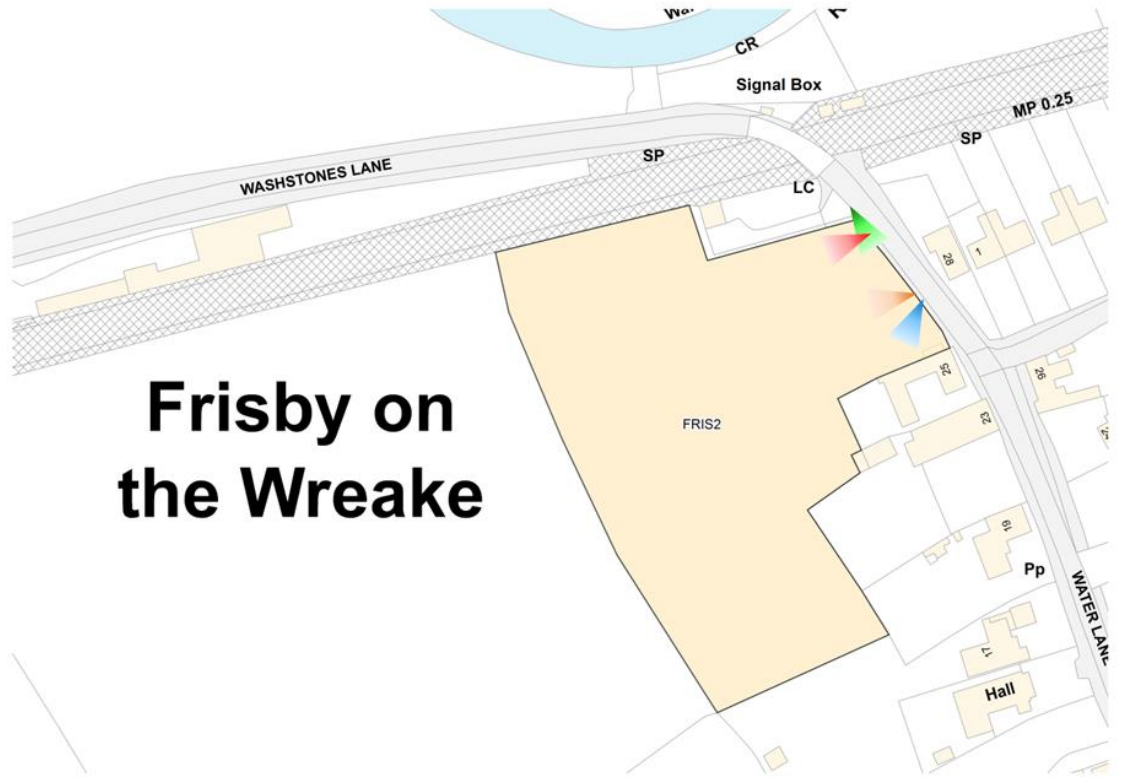 Wa
CR
Signal Box
MP 0.25
SP
SP
WASHSTONES LANE
LC
28
1
Frisby on
the Wreake
FRIS2
25
26
23
19
Pp
WATER LANE
17
Hall